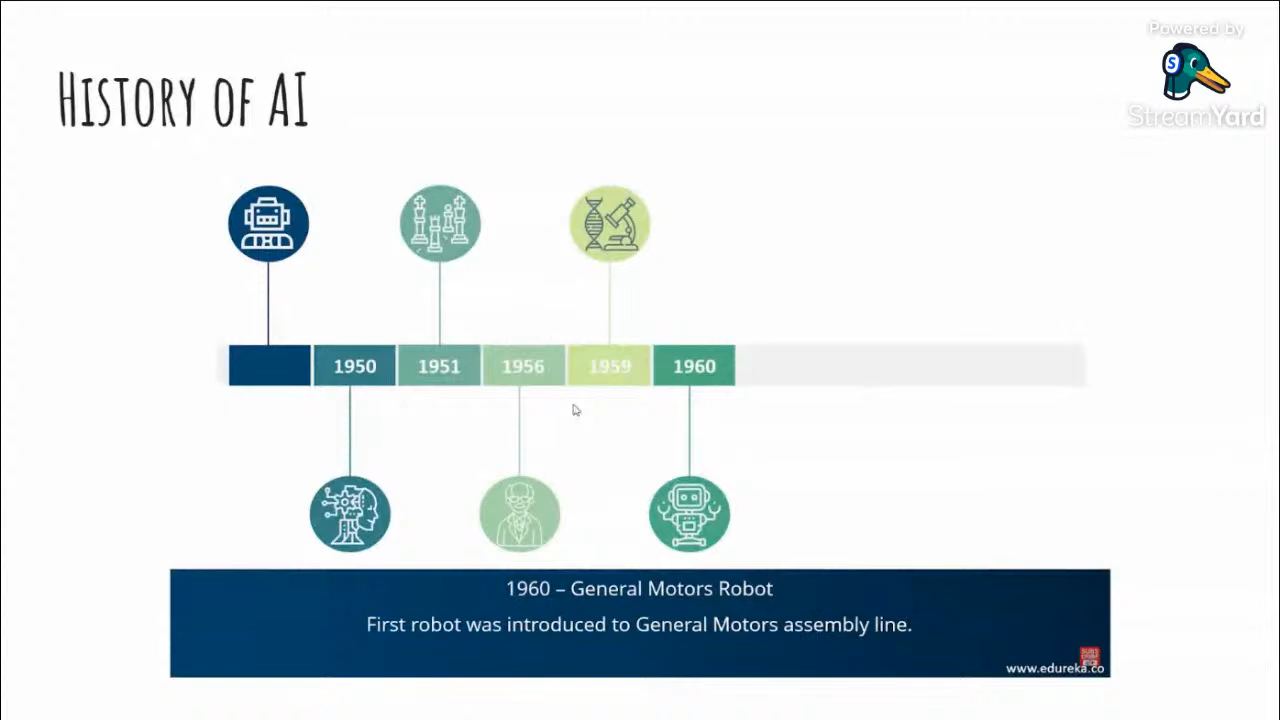 Powered by
StreamYard
HISTORY OF AI
1950
1951
1956
1959
1960
1960 – General Motors Robot
First robot was introduced to General Motors assembly line.
www.edureka.co